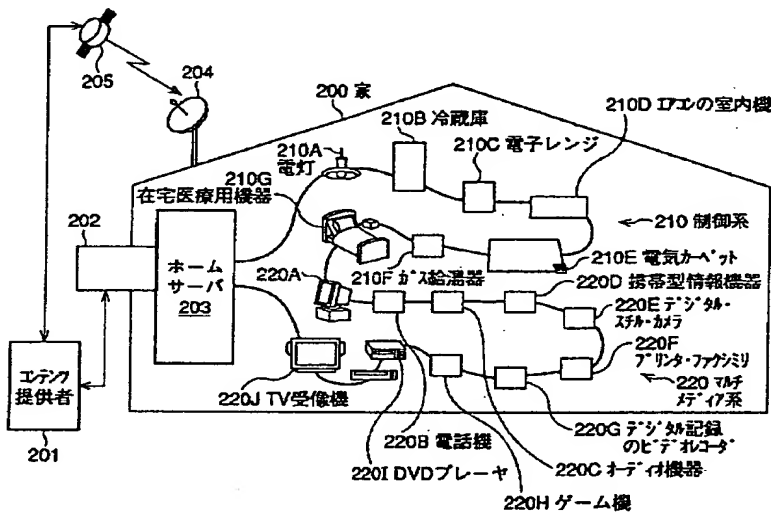 205
204
200 家
210A
電灯
210B 冷蔵庫
210C 電子レンジ
210D エアコンの室内機
210G
在宅医療用機器
210 制御系
202
ホーム
サーバ
203
220A
210F ガス給湯器
210E 電気カーペット
220D 携帯型情報機器
220E デジタル・
スチル・カメラ
220F
プリンタ・ファクシミリ
220 マルチ
メディア系
コンテンツ
提供者
201
220J TV受像機
220B 電話機
220I DVDプレーヤ
220G デジタル記録
のビデオレコーダ
220C オーディオ機器
220H ゲーム機